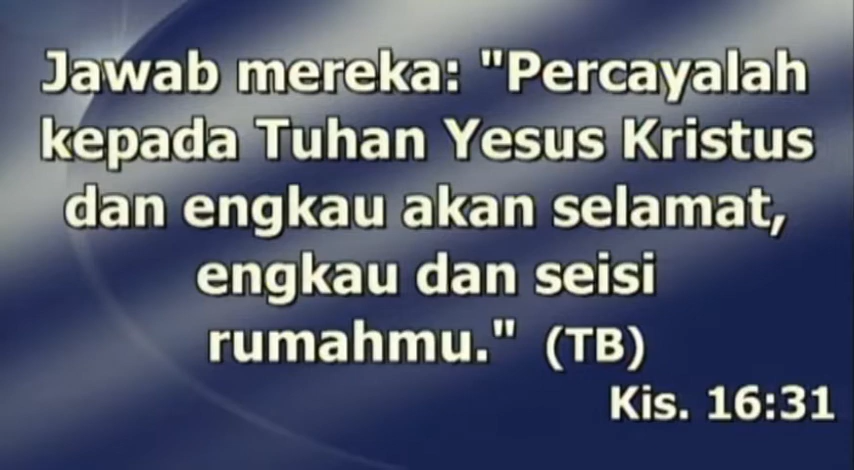 Jawab mereka: "Percayalah
kepada Tuhan Yesus Kristus
dan engkau akan selamat,
engkau dan seisi
rumahmu." (TB)
Kis. 16:31